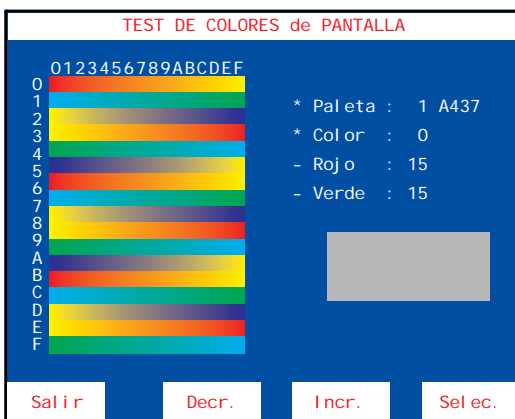 TEST DE COLORES de PANTALLA
0123456789ABCDEF
0
1
2
3
4
5
6
7
8
9
A
B
C
D
E
F
* Paleta : 1 A437
* Color : 0
- Rojo : 15
- Verde : 15
Salir Decr. Incr. Selec.